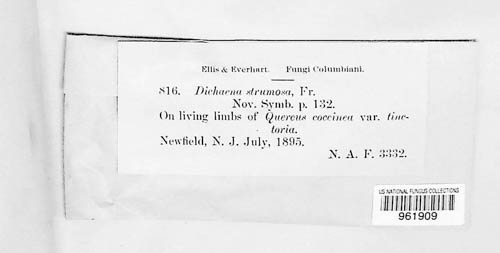 Ellis & Everhart. Fungi Columbiani.
816. Dichaena strumosa, Fr.
Nov. Symb. p. 132.
On living limbs of Quercus coccinea var. tinc-
toria.
Newfield, N. J. July, 1895.
N. A. F. 3332.
US NATIONAL FUNGUS COLLECTIONS
961909